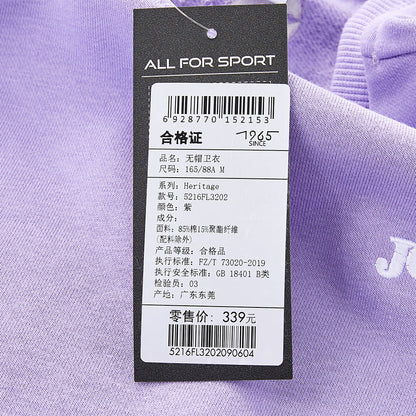 ALL FOR SPORT
6 928770 152153
合格证
1965
SINCE
品名: 无帽卫衣
尺码: 165/88A M
系列: Heritage
款号: 5216FL3202
颜色: 紫
成分:
面料: 85%棉15%聚酯纤维
(配料除外)
产品等级: 合格品
执行标准: FZ/T 73020-2019
执行安全标准: GB 18401 B类
检验员: 03
产地: 广东东莞
零售价: 339元
5216FL3202090604